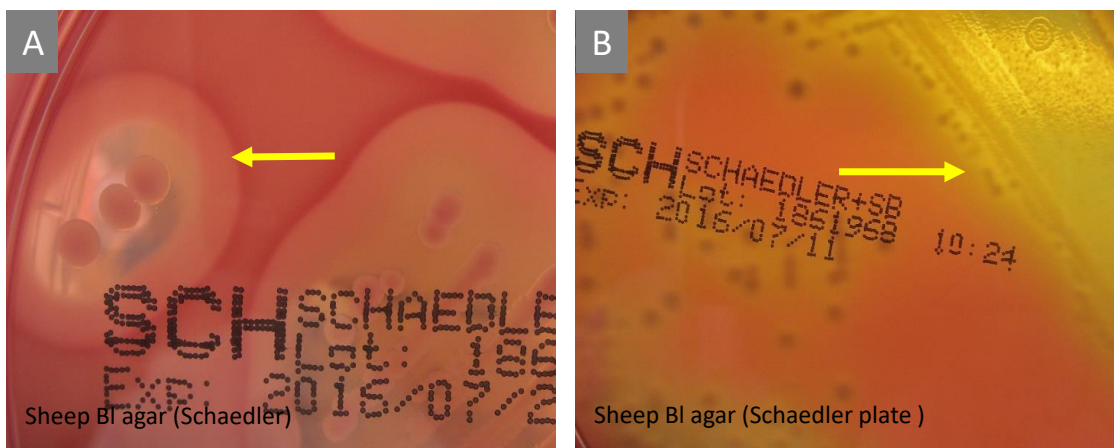 A
SCH SCHAEDLE
Lot: 185
EXP: 2016/07/2
Sheep Bl agar (Schaedler)
B
SCH SCHAEDLER+SB
Lot: 1851958
EXP: 2016/07/11 10:24
Sheep Bl agar (Schaedler plate )